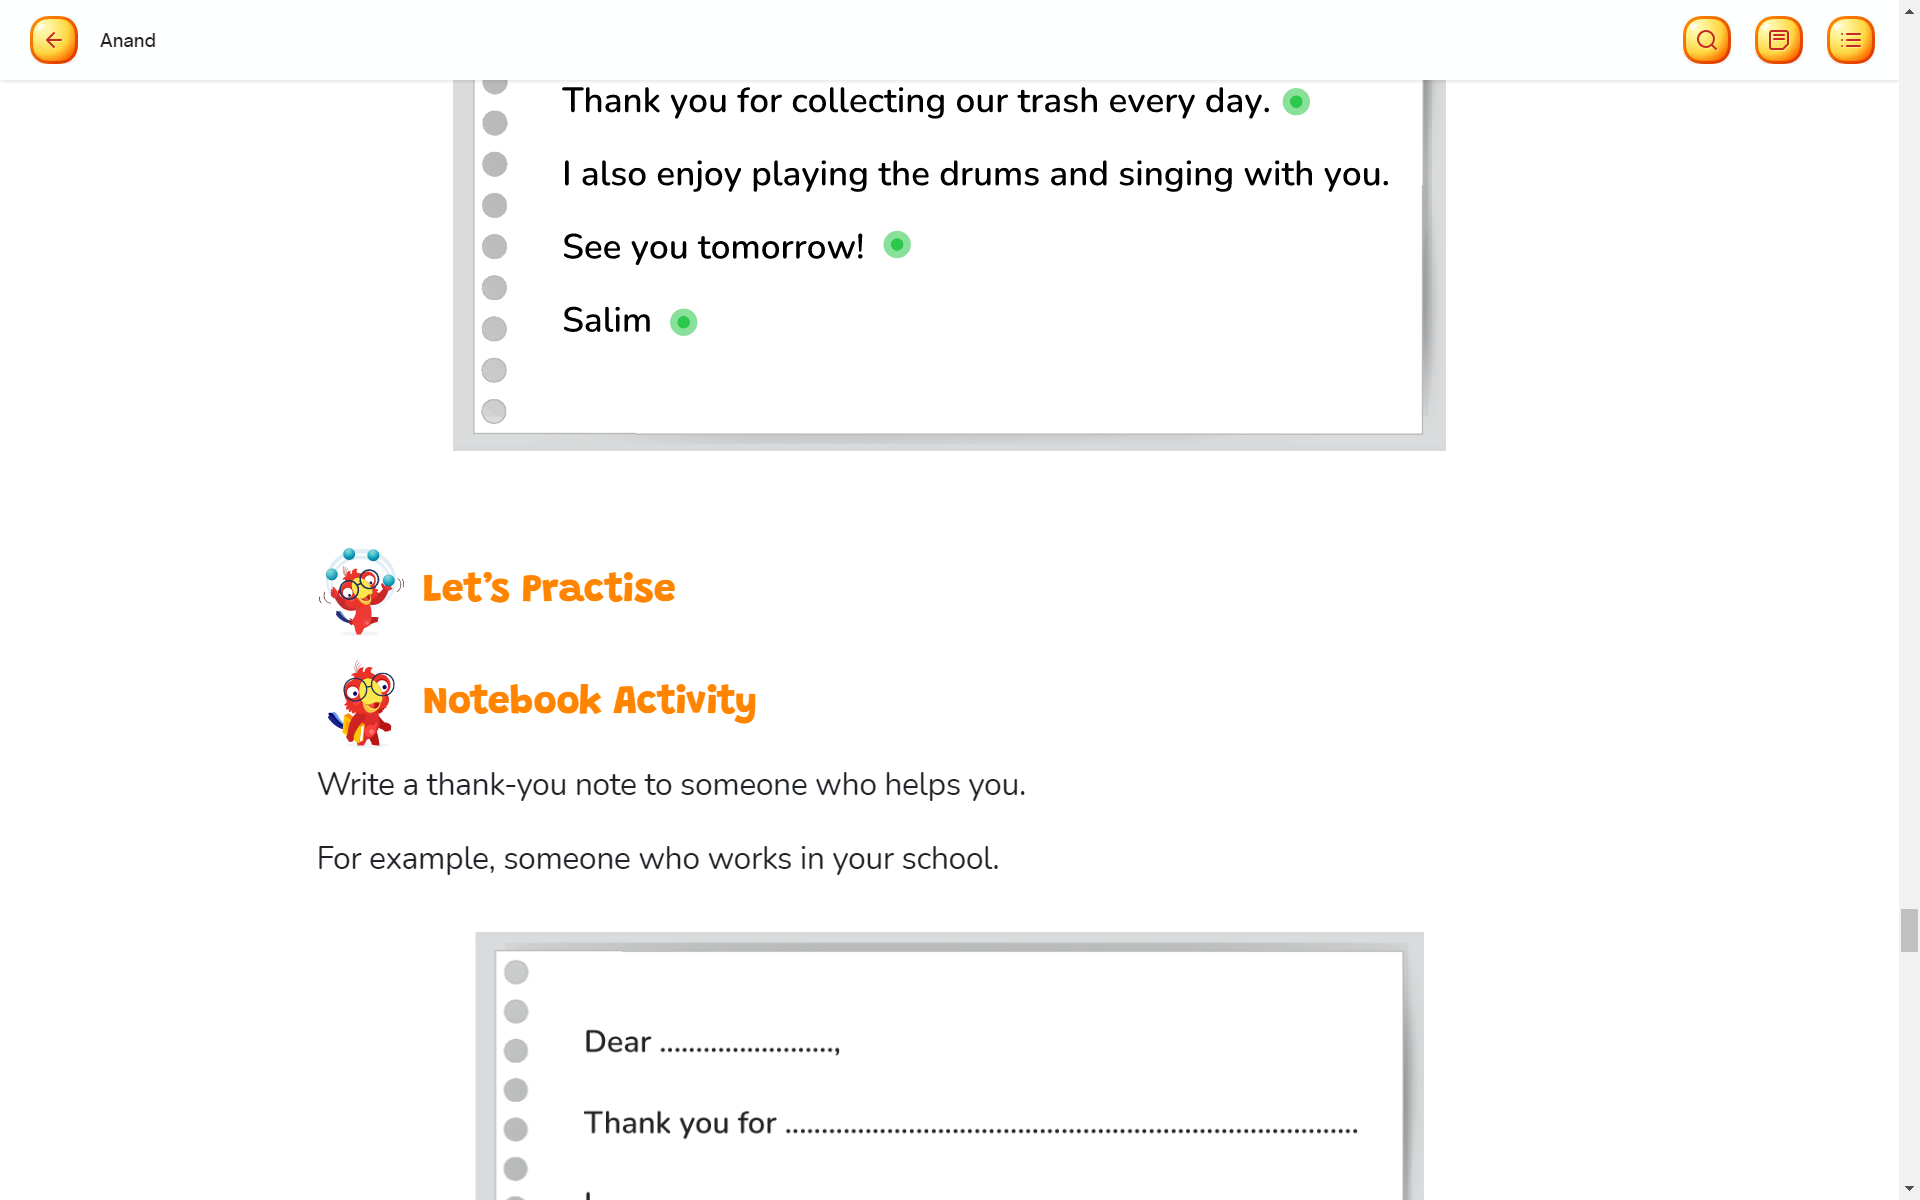 Anand
Thank you for collecting our trash every day.
I also enjoy playing the drums and singing with you.
See you tomorrow!
Salim
Let's Practise
Notebook Activity
Write a thank-you note to someone who helps you.
For example, someone who works in your school.
Dear ........................,
Thank you for ...............................................................................